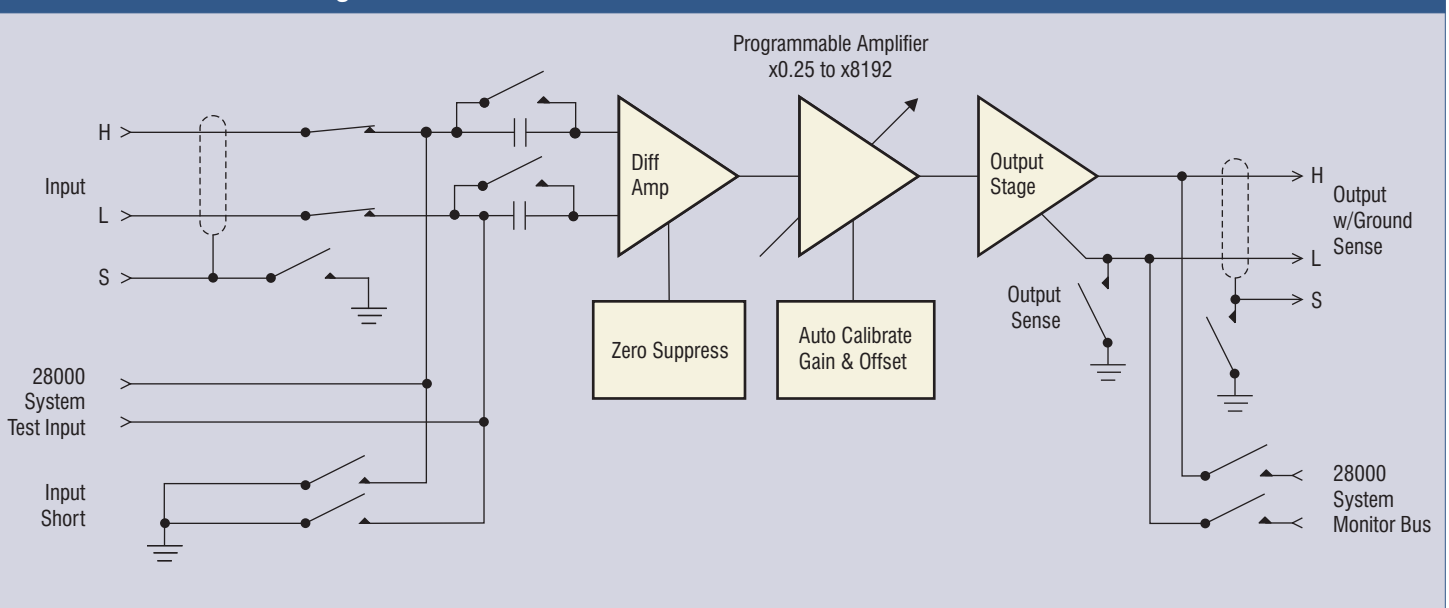 Programmable Amplifier
x0.25 to x8192
H
Input
L
S
Diff
Amp
Output
Stage
H
Output
w/Ground
Sense
L
S
Output
Sense
Zero Suppress
Auto Calibrate
Gain & Offset
28000
System
Test Input
Input
Short
28000
System
Monitor Bus